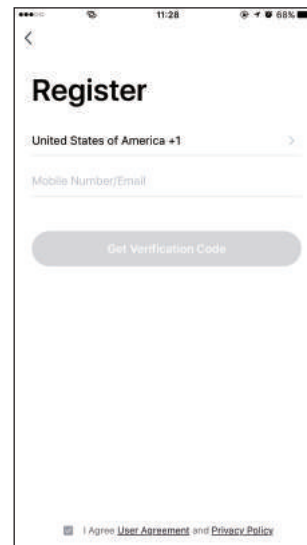 11:28
68%
Register
United States of America +1
Mobile Number/Email
Get Verification Code
I Agree User Agreement and Privacy Policy